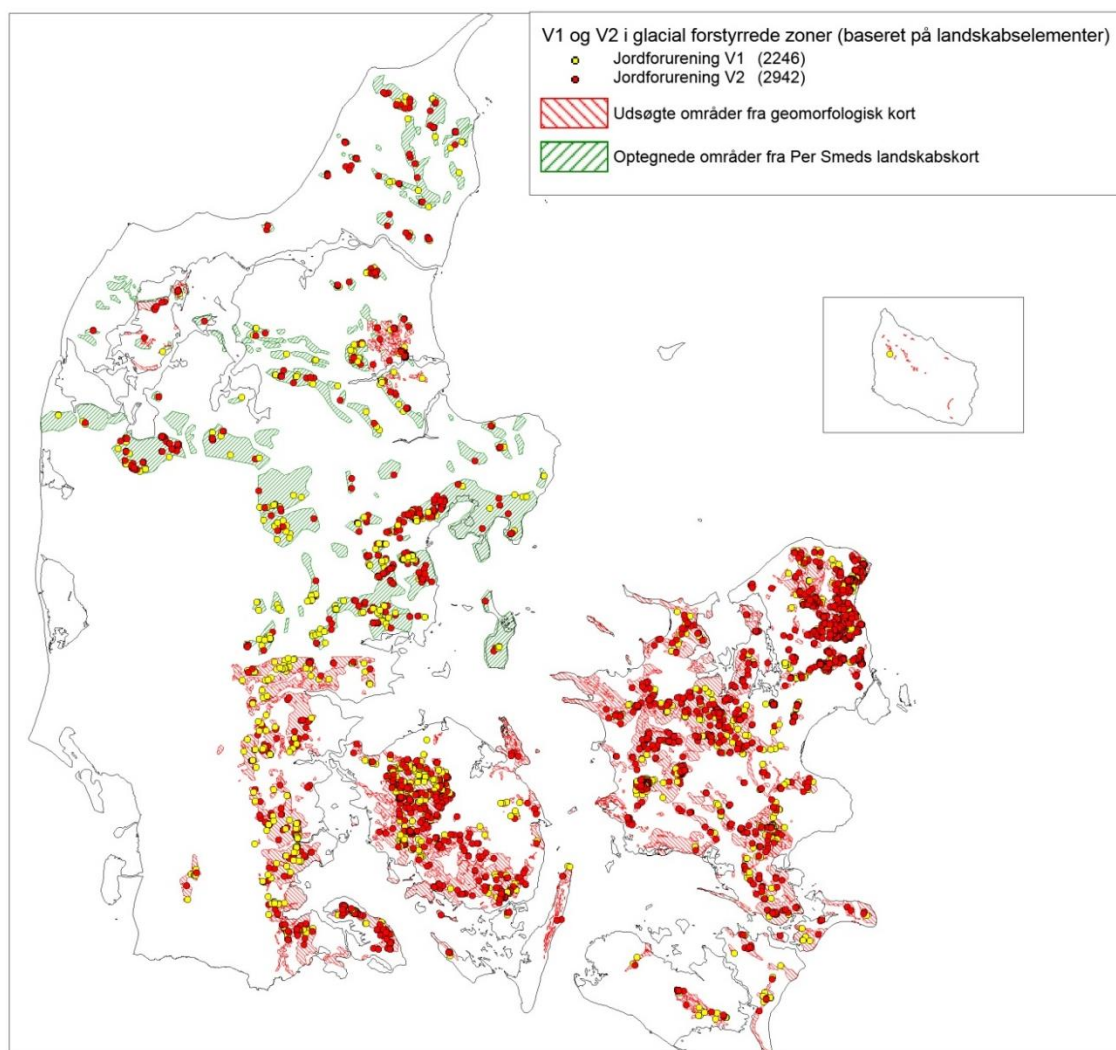 V1 og V2 i glacial forstyrrede zoner (baseret på landskabselementer)
Jordforurening V1 (2246)
Jordforurening V2 (2942)
Udsøgte områder fra geomorfologisk kort
Optegnede områder fra Per Smeds landskabskort